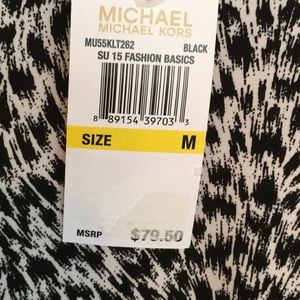 MICHAEL
MICHAEL KORS
MU55KLT262 BLACK
SU 15 FASHION BASICS
8 89154 39703 3
SIZE M
MSRP $79.50